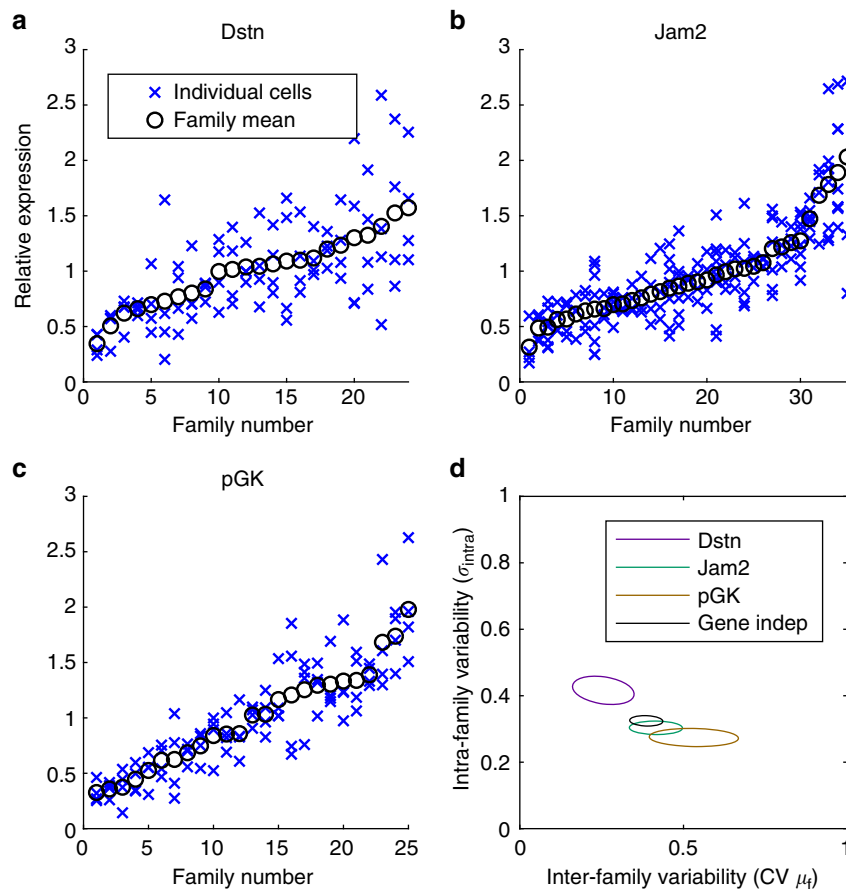 a
Dstn
3
2.5
2
1.5
1
0.5
0
Relative expression
Individual cells
Family mean
0
5
10
15
20
Family number
b
Jam2
3
2.5
2
1.5
1
0.5
0
0
10
20
30
Family number
c
pGK
3
2.5
2
1.5
1
0.5
0
0
5
10
15
20
25
Family number
d
1
0.8
0.6
0.4
0.2
0
Intra-family variability (σintra)
Dstn
Jam2
pGK
Gene indep
0
0.5
1
Inter-family variability (CV μf)